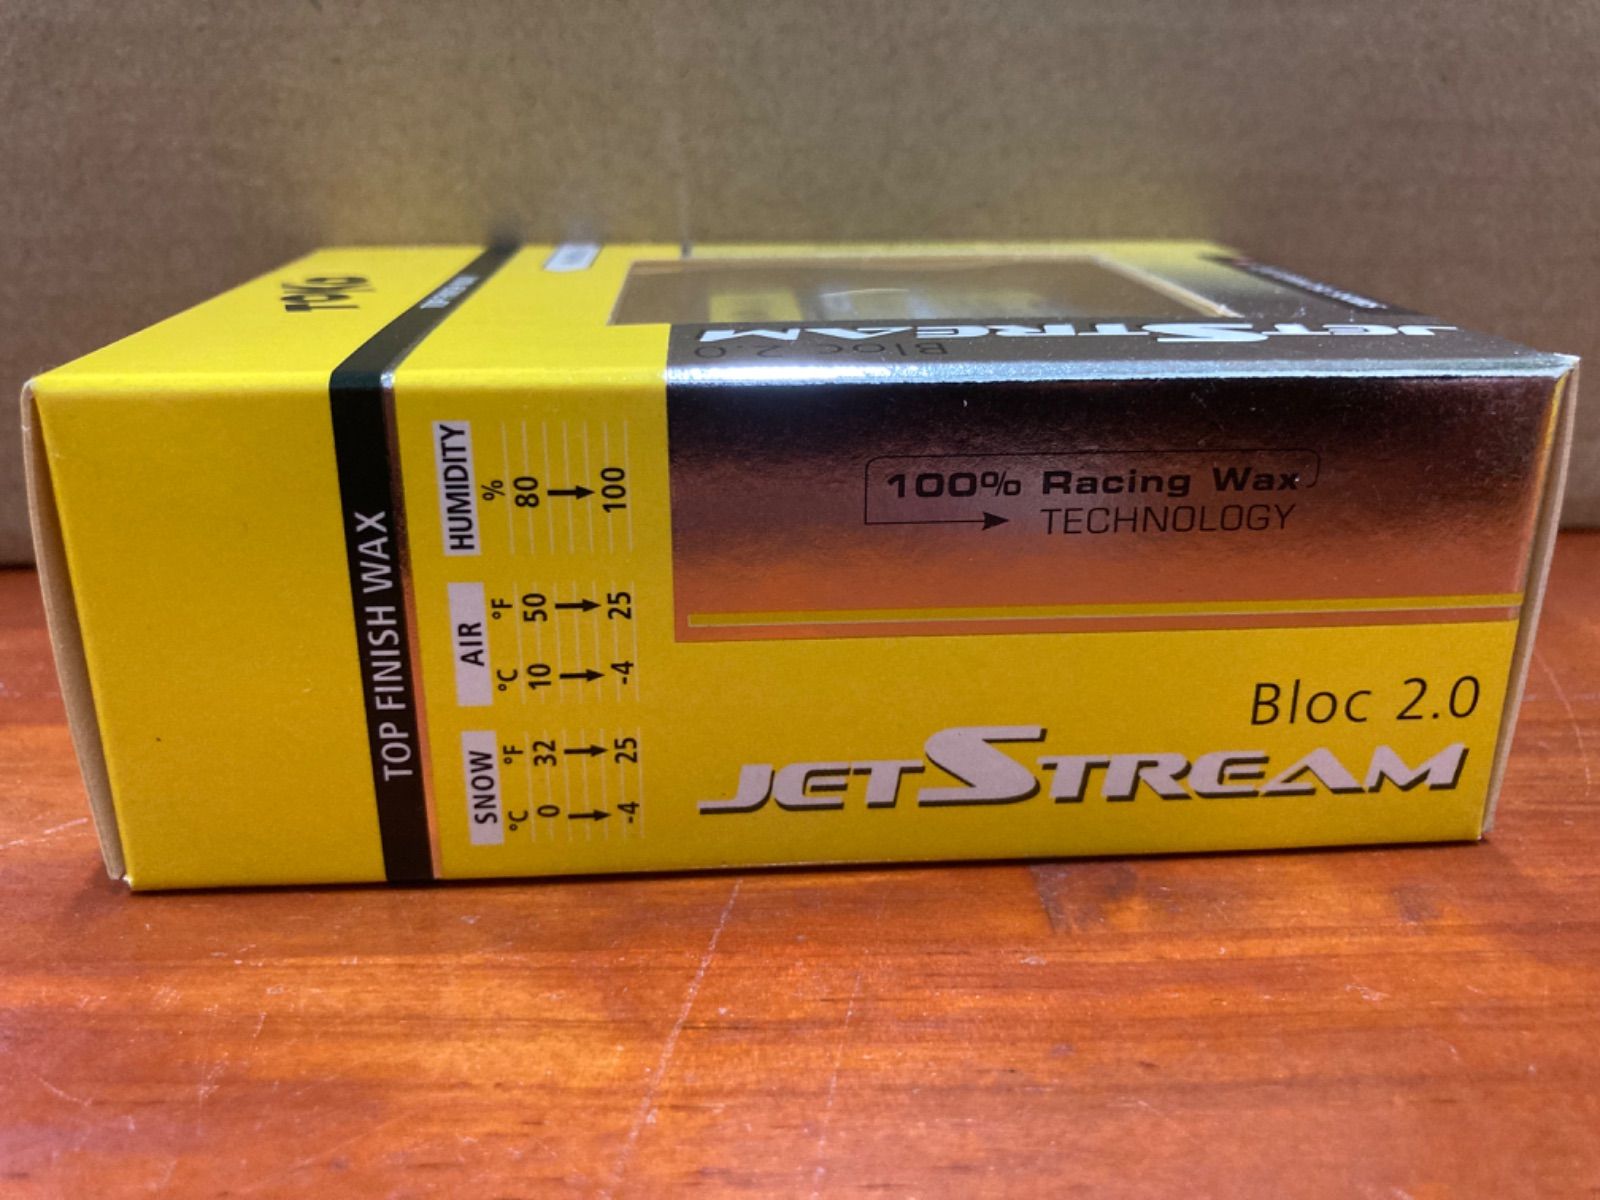 TOKO
JETSTREAM
Bloc 2.0
TOP FINISH WAX
SNOW
°C °F
0 32
-4 25
AIR
°C °F
10 50
-4 25
HUMIDITY
%
80
100
100% Racing Wax
TECHNOLOGY
Bloc 2.0
JETSTREAM